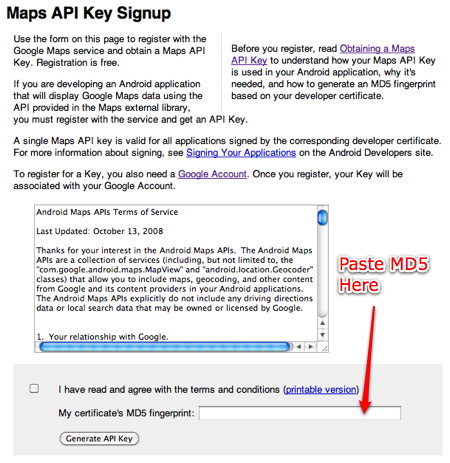 Maps API Key Signup
Use the form on this page to register with the
Google Maps service and obtain a Maps API
Key. Registration is free.
If you are developing an Android application
that will display Google Maps data using the
API provided in the Maps external library,
you must register with the service and get an API Key.
Before you register, read Obtaining a Maps
API Key to understand how your Maps API Key
is used in your Android application, why it's
needed, and how to generate an MD5 fingerprint
based on your developer certificate.
A single Maps API key is valid for all applications signed by the corresponding developer certificate.
For more information about signing, see Signing Your Applications on the Android Developers site.
To register for a Key, you also need a Google Account. Once you register, your Key will be
associated with your Google Account.
Android Maps APIs Terms of Service
Last Updated: October 13, 2008
Thanks for your interest in the Android Maps APIs. The Android Maps
APIs are a collection of services (including, but not limited to, the
"com.google.android.maps.MapView" and "android.location.Geocoder"
classes) that allow you to include maps, geocoding, and other content
from Google and its content providers in your Android applications.
The Android Maps APIs explicitly do not include any driving directions
data or local search data that may be owned or licensed by Google.
1. Your relationship with Google.
Paste MD5
Here
I have read and agree with the terms and conditions (printable version)
My certificate's MD5 fingerprint:
Generate API Key